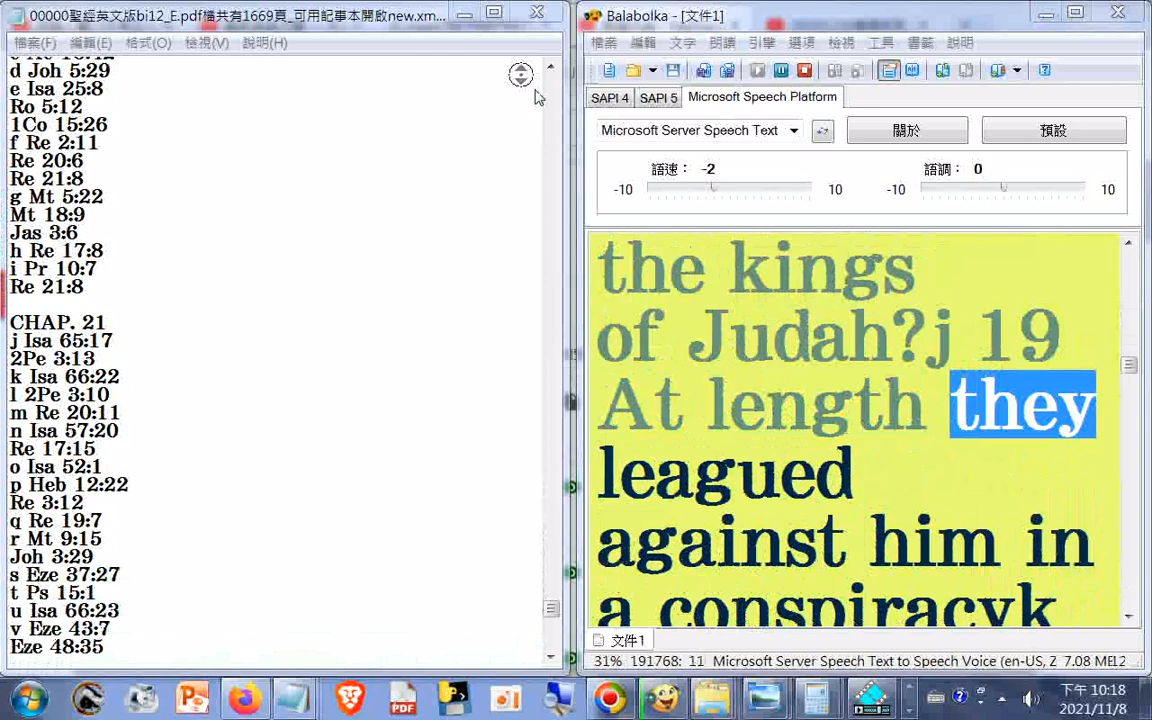 00000聖經英文版bi12_E.pdf檔共有1669頁_可用記事本開啟new.xm...
檔案(F) 編輯(E) 格式(O) 檢視(V) 說明(H)
d Joh 5:29
e Isa 25:8
Ro 5:12
1Co 15:26
f Re 2:11
Re 20:6
Re 21:8
g Mt 5:22
Mt 18:9
Jas 3:6
h Re 17:8
i Pr 10:7
Re 21:8
CHAP. 21
j Isa 65:17
2Pe 3:13
k Isa 66:22
l 2Pe 3:10
m Re 20:11
n Isa 57:20
Re 17:15
o Isa 52:1
p Heb 12:22
Re 3:12
q Re 19:7
r Mt 9:15
Joh 3:29
s Eze 37:27
t Ps 15:1
u Isa 66:23
v Eze 43:7
Eze 48:35
Balabolka - [文件1]
檔案 編輯 文字 朗讀 引擎 選項 檢視 工具 書籤 說明
SAPI 4 SAPI 5 Microsoft Speech Platform
Microsoft Server Speech Text 關於 預設
語速： -2 語調： 0
-10 10 -10 10
the kings
of Judah?j 19
At length they
leagued
against him in
a conspiracyk
文件1
31% 191768: 11 Microsoft Server Speech Text to Speech Voice (en-US, Z 7.08 ME12
PDF
下午 10:18
2021/11/8